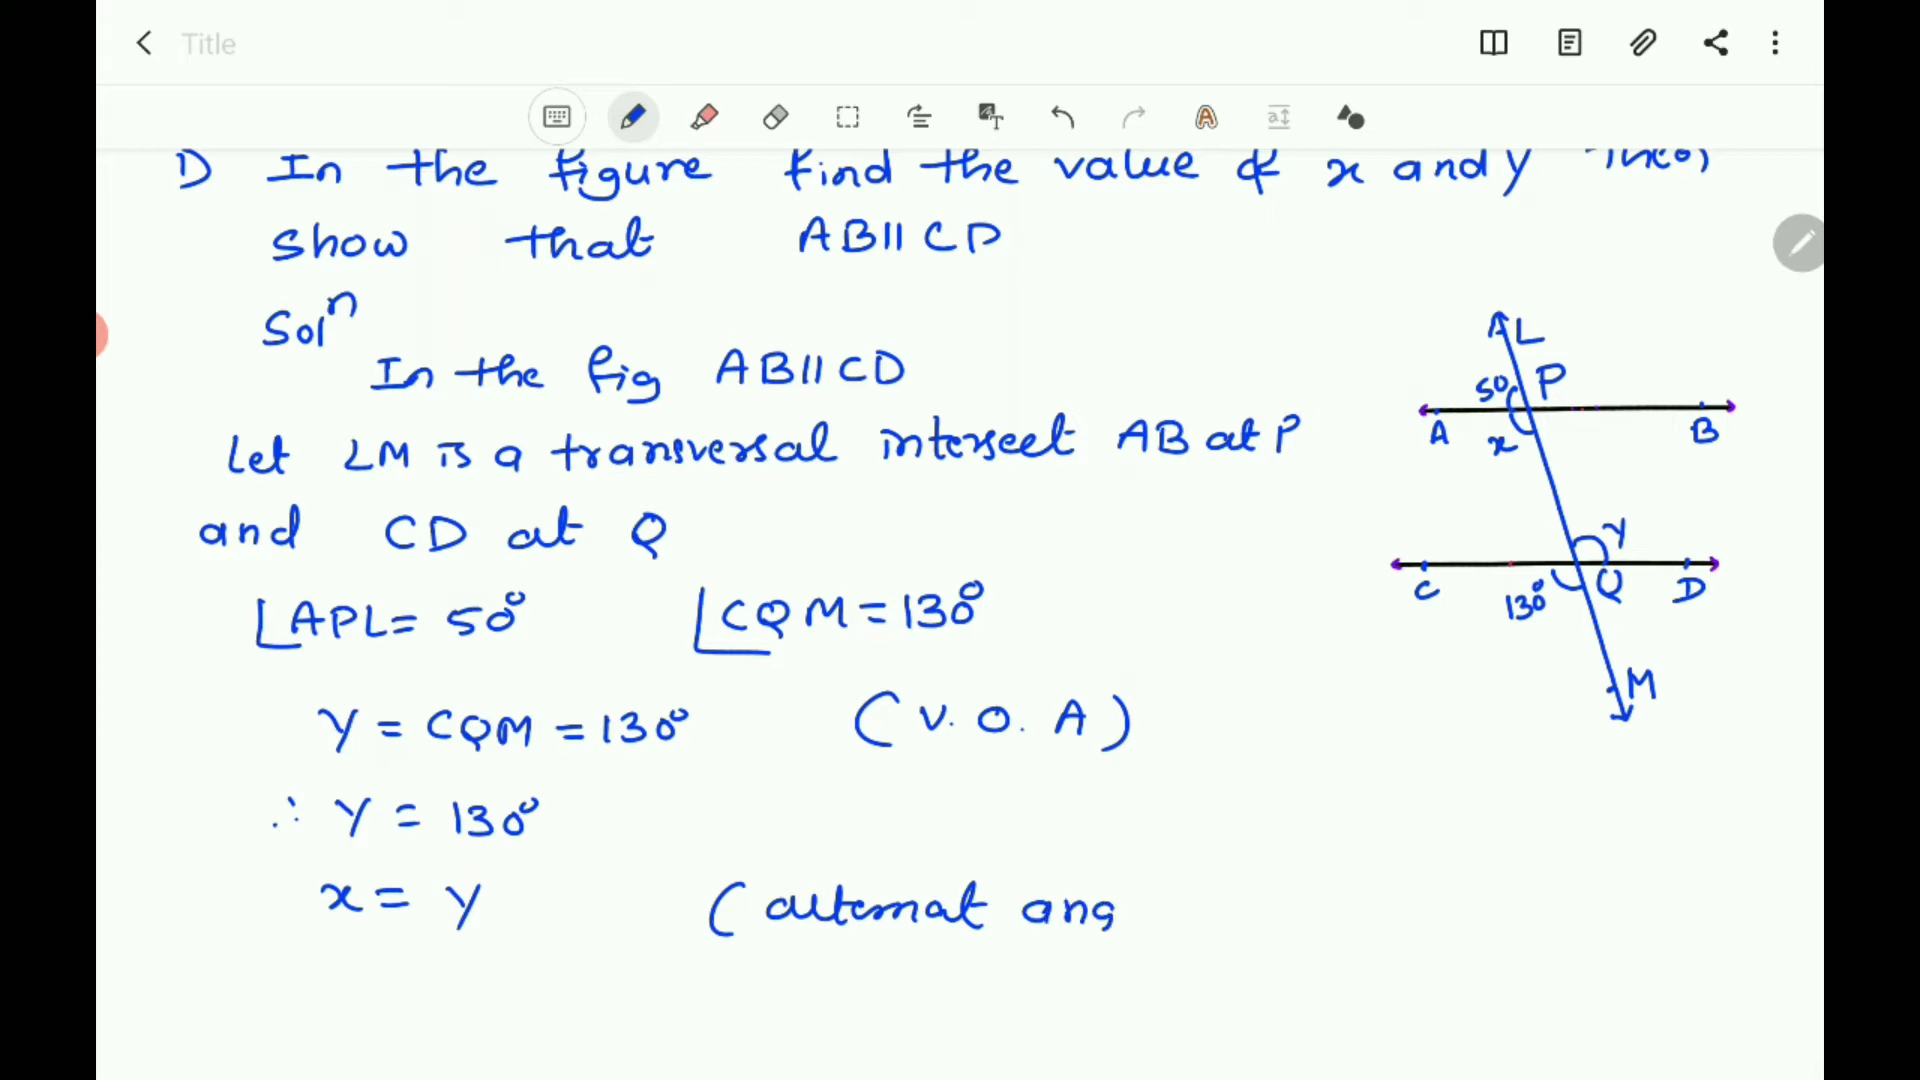 Title
D In the figure find the value of x and y then
show that AB||CD
Solⁿ
In the fig AB||CD
Let LM is a transversal intersect AB at P
and CD at Q
∠APL = 50° ∠CQM = 130°
Y = CQM = 130° (V.O.A)
∴ Y = 130°
x = y (alternat ang
L
50 P
A x B
Y
C 130° Q D
M